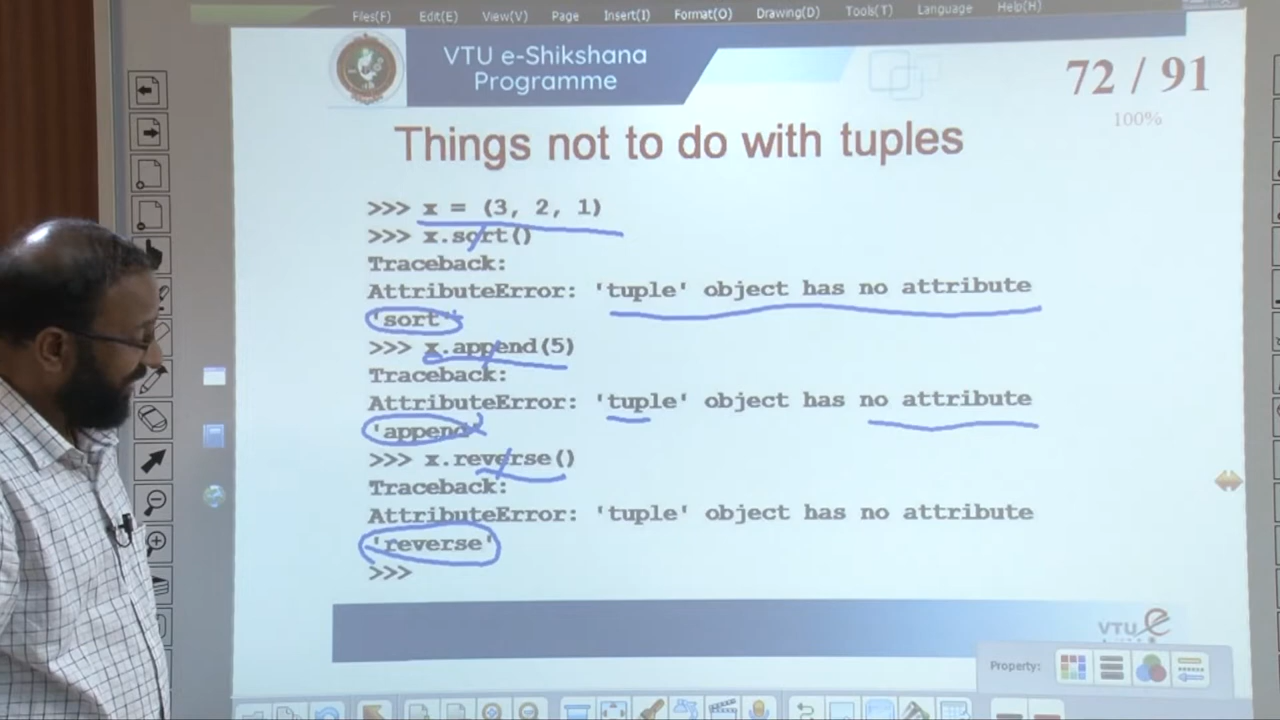 Files(F) Edit(E) View(V) Page Insert(I) Format(O) Drawing(D) Tools(T) Language Help(H)
VTU e-Shikshana
Programme
72 / 91
100%
Things not to do with tuples
>>> x = (3, 2, 1)
>>> x.sort()
Traceback:
AttributeError: 'tuple' object has no attribute
'sort'
>>> x.append(5)
Traceback:
AttributeError: 'tuple' object has no attribute
'append'
>>> x.reverse()
Traceback:
AttributeError: 'tuple' object has no attribute
'reverse'
>>>
VTU e
Property: